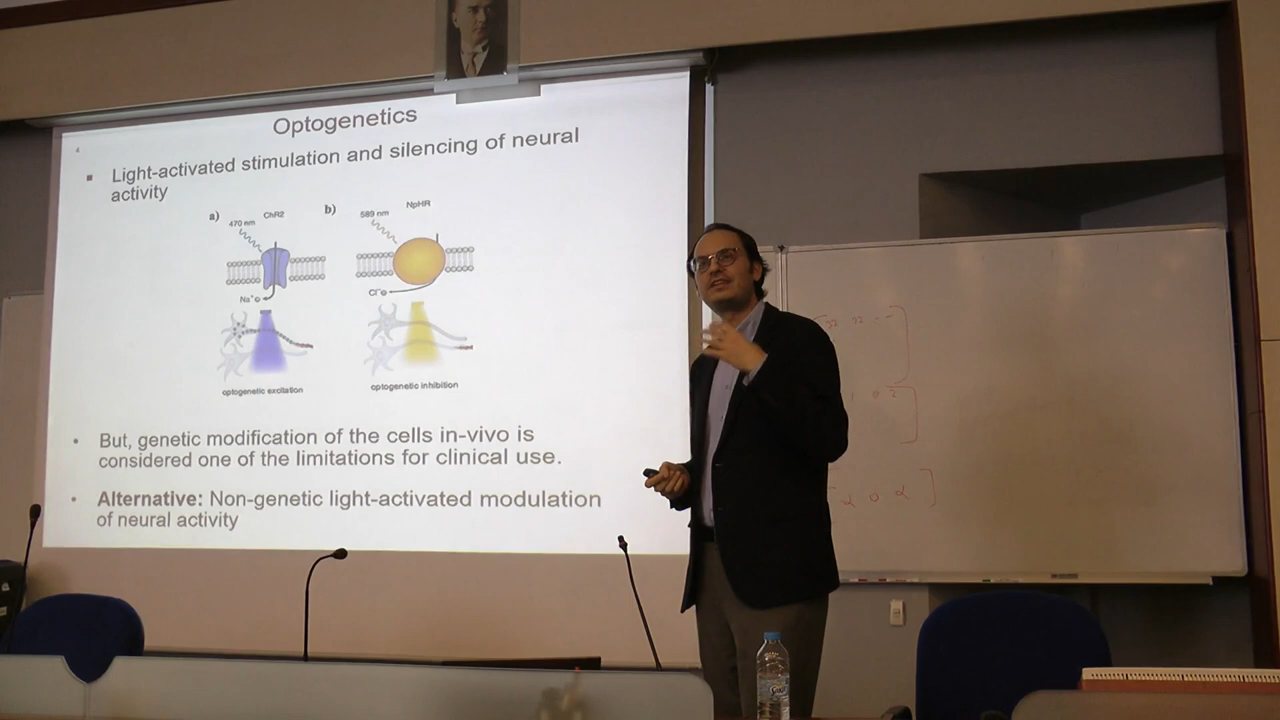 Optogenetics
4
▪ Light-activated stimulation and silencing of neural
activity
a)
470 nm
ChR2
b)
589 nm
NpHR
Na⁺
Cl⁻
optogenetic excitation
optogenetic inhibition
• But, genetic modification of the cells in-vivo is
considered one of the limitations for clinical use.
• Alternative: Non-genetic light-activated modulation
of neural activity